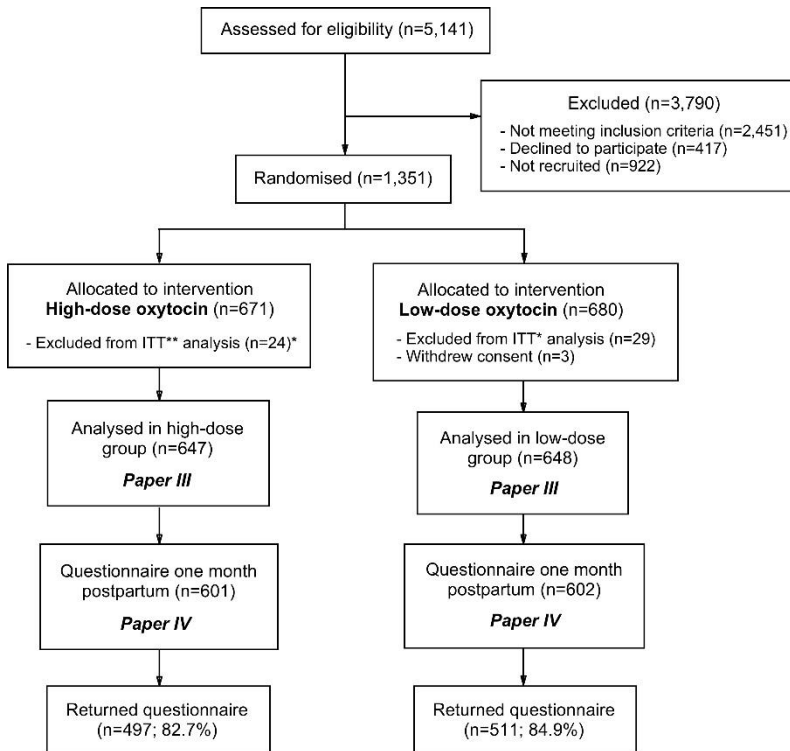 Assessed for eligibility (n=5,141)
Excluded (n=3,790)
- Not meeting inclusion criteria (n=2,451)
- Declined to participate (n=417)
- Not recruited (n=922)
Randomised (n=1,351)
Allocated to intervention
High-dose oxytocin (n=671)
- Excluded from ITT** analysis (n=24)*
Allocated to intervention
Low-dose oxytocin (n=680)
- Excluded from ITT* analysis (n=29)
- Withdrew consent (n=3)
Analysed in high-dose
group (n=647)
Paper III
Analysed in low-dose
group (n=648)
Paper III
Questionnaire one month
postpartum (n=601)
Paper IV
Questionnaire one month
postpartum (n=602)
Paper IV
Returned questionnaire
(n=497; 82.7%)
Returned questionnaire
(n=511; 84.9%)